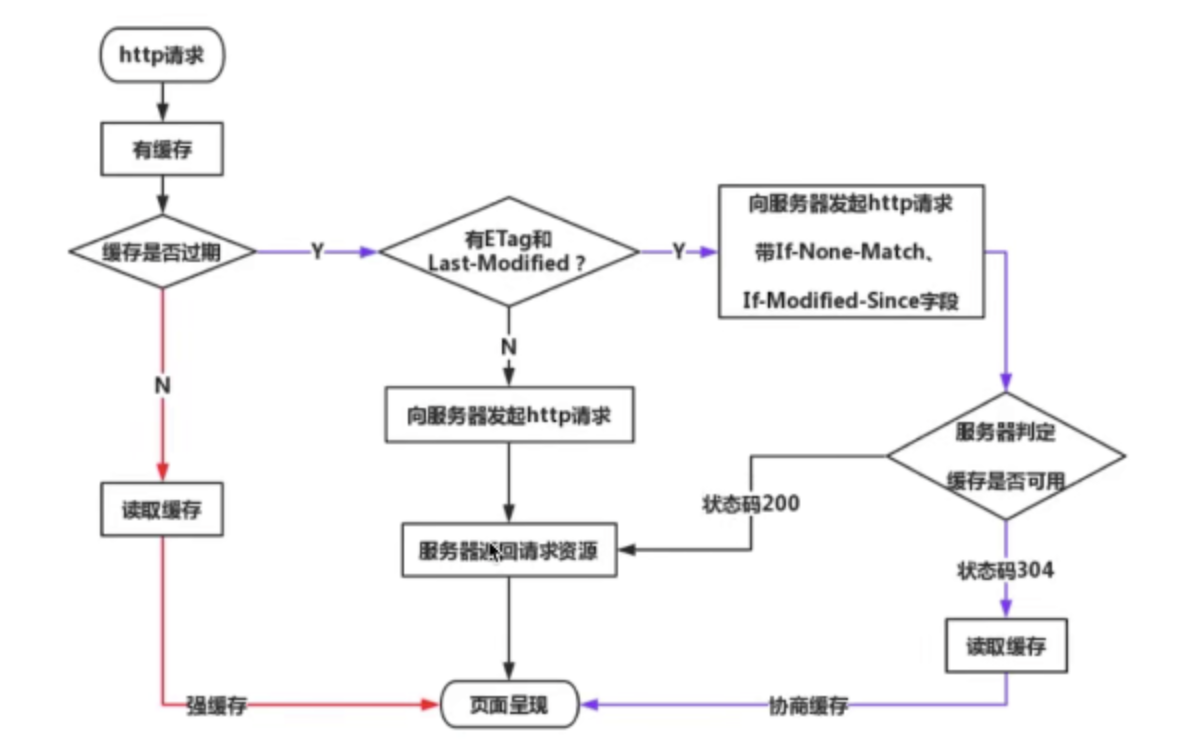 http请求
有缓存
缓存是否过期
Y
有ETag和
Last-Modified ?
Y
向服务器发起http请求
带If-None-Match、
If-Modified-Since字段
N
N
向服务器发起http请求
服务器判定
缓存是否可用
读取缓存
状态码200
服务器返回请求资源
状态码304
读取缓存
强缓存
页面呈现
协商缓存